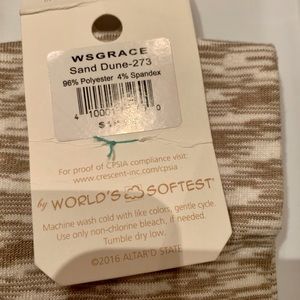 WSGRACE
Sand Dune-273
96% Polyester 4% Spandex
For proof of CPSIA compliance visit:
www.crescent-inc.com/cpsia
by WORLD'S SOFTEST®
Machine wash cold with like colors, gentle cycle.
Use only non-chlorine bleach, if needed.
Tumble dry low.
©2016 ALTAR'D STATE